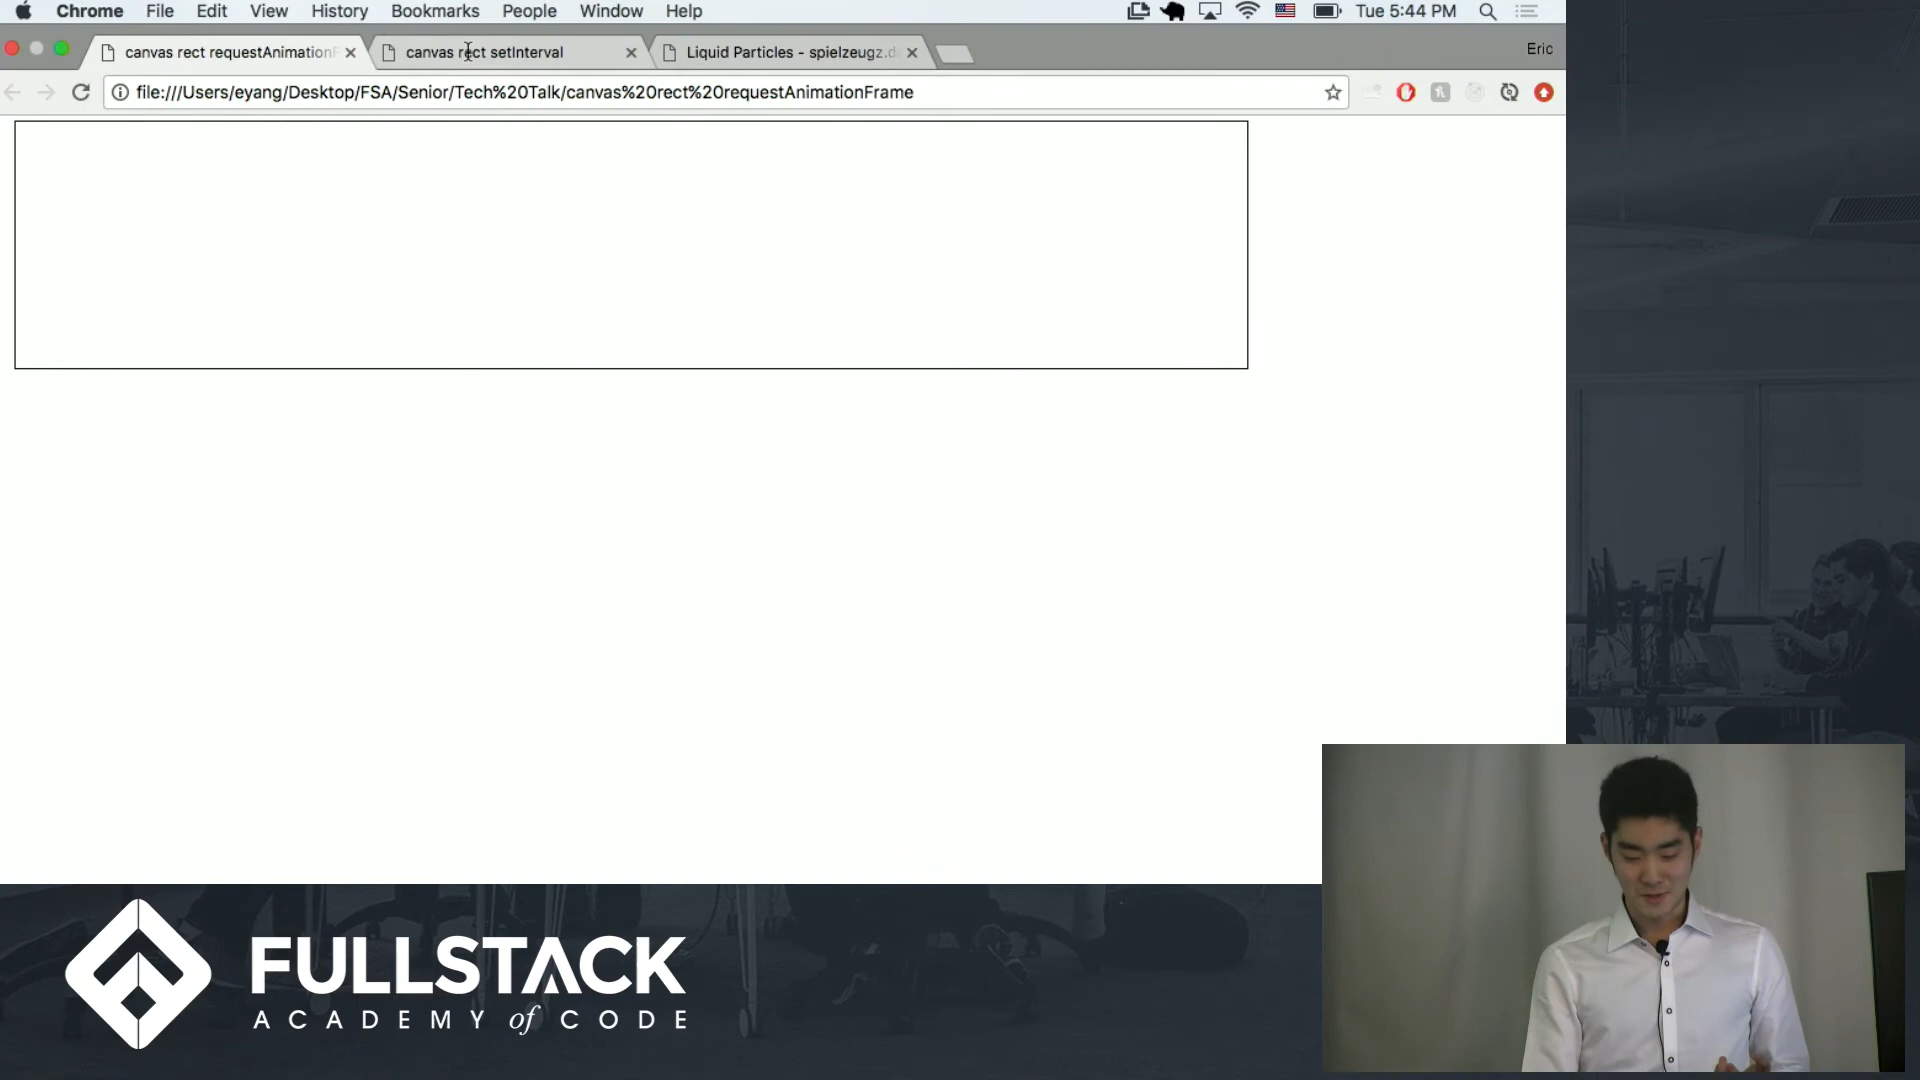 Chrome File Edit View History Bookmarks People Window Help Tue 5:44 PM
canvas rect requestAnimationF canvas rect setInterval Liquid Particles - spielzeugz.d Eric
file:///Users/eyang/Desktop/FSA/Senior/Tech%20Talk/canvas%20rect%20requestAnimationFrame
FULLSTACK
ACADEMY of CODE